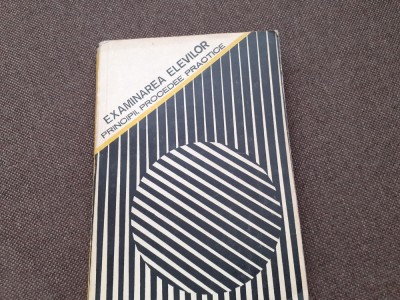 EXAMINAREA ELEVILOR
PRINCIPII, PROCEDEE PRACTICE